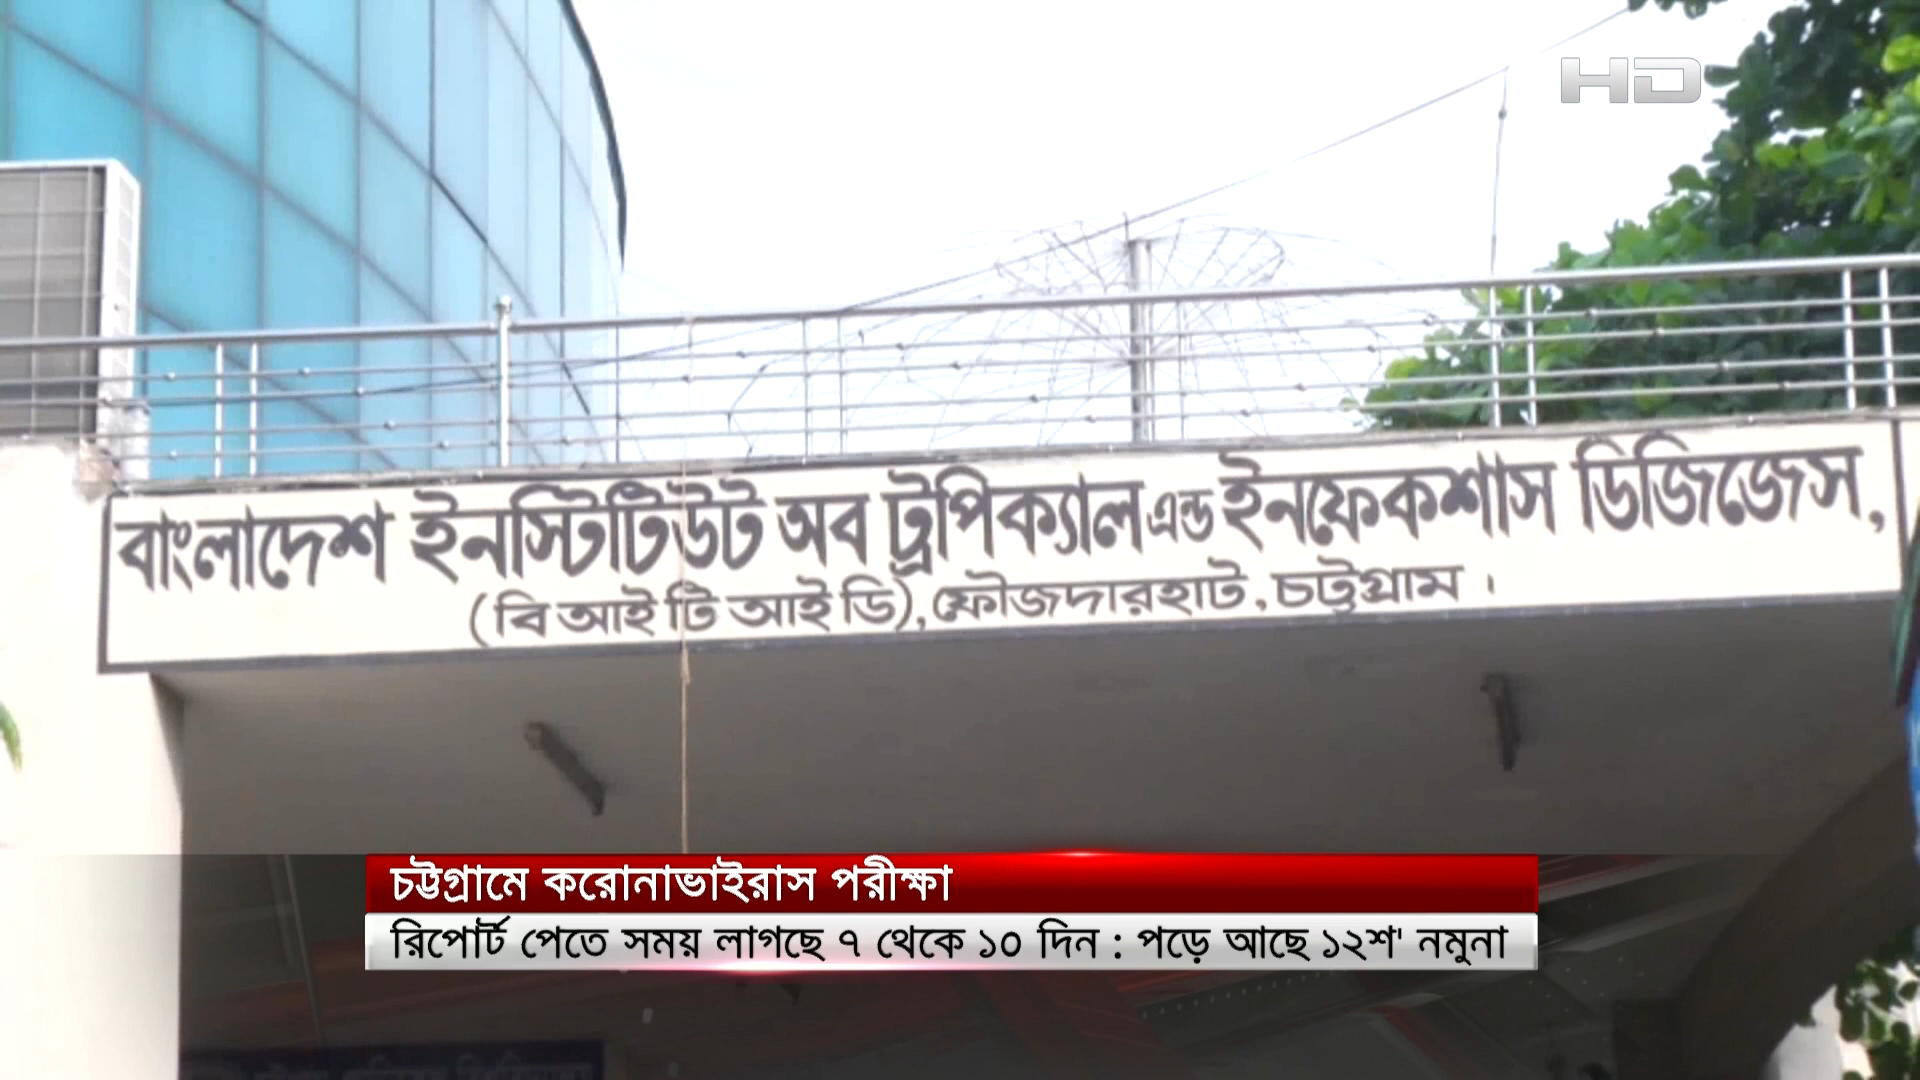 HD
বাংলাদেশ ইনস্টিটিউট অব ট্রপিক্যাল এন্ড ইনফেকশাস ডিজিজেস,
(বি আই টি আই ডি), ফৌজদারহাট, চট্টগ্রাম।
চট্টগ্রামে করোনাভাইরাস পরীক্ষা
রিপোর্ট পেতে সময় লাগছে ৭ থেকে ১০ দিন : পড়ে আছে ১২শ' নমুনা